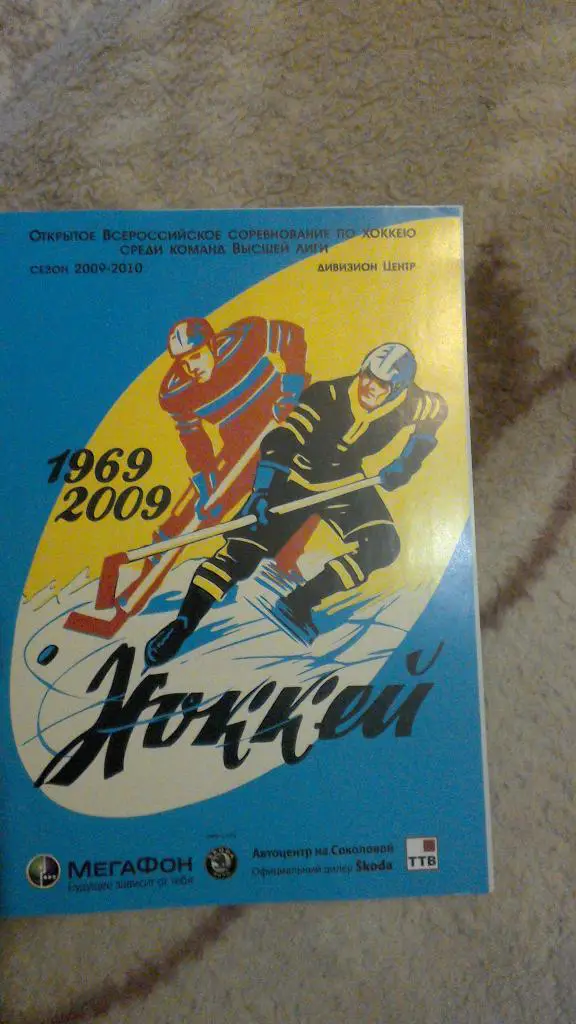 Открытое Всероссийское соревнование по хоккею
среди команд Высшей лиги
сезон 2009-2010 дивизион Центр
1969
2009
Хоккей
МегаФон
Будущее зависит от тебя
Автоцентр на Соколовой
Официальный дилер Škoda
ТТВ